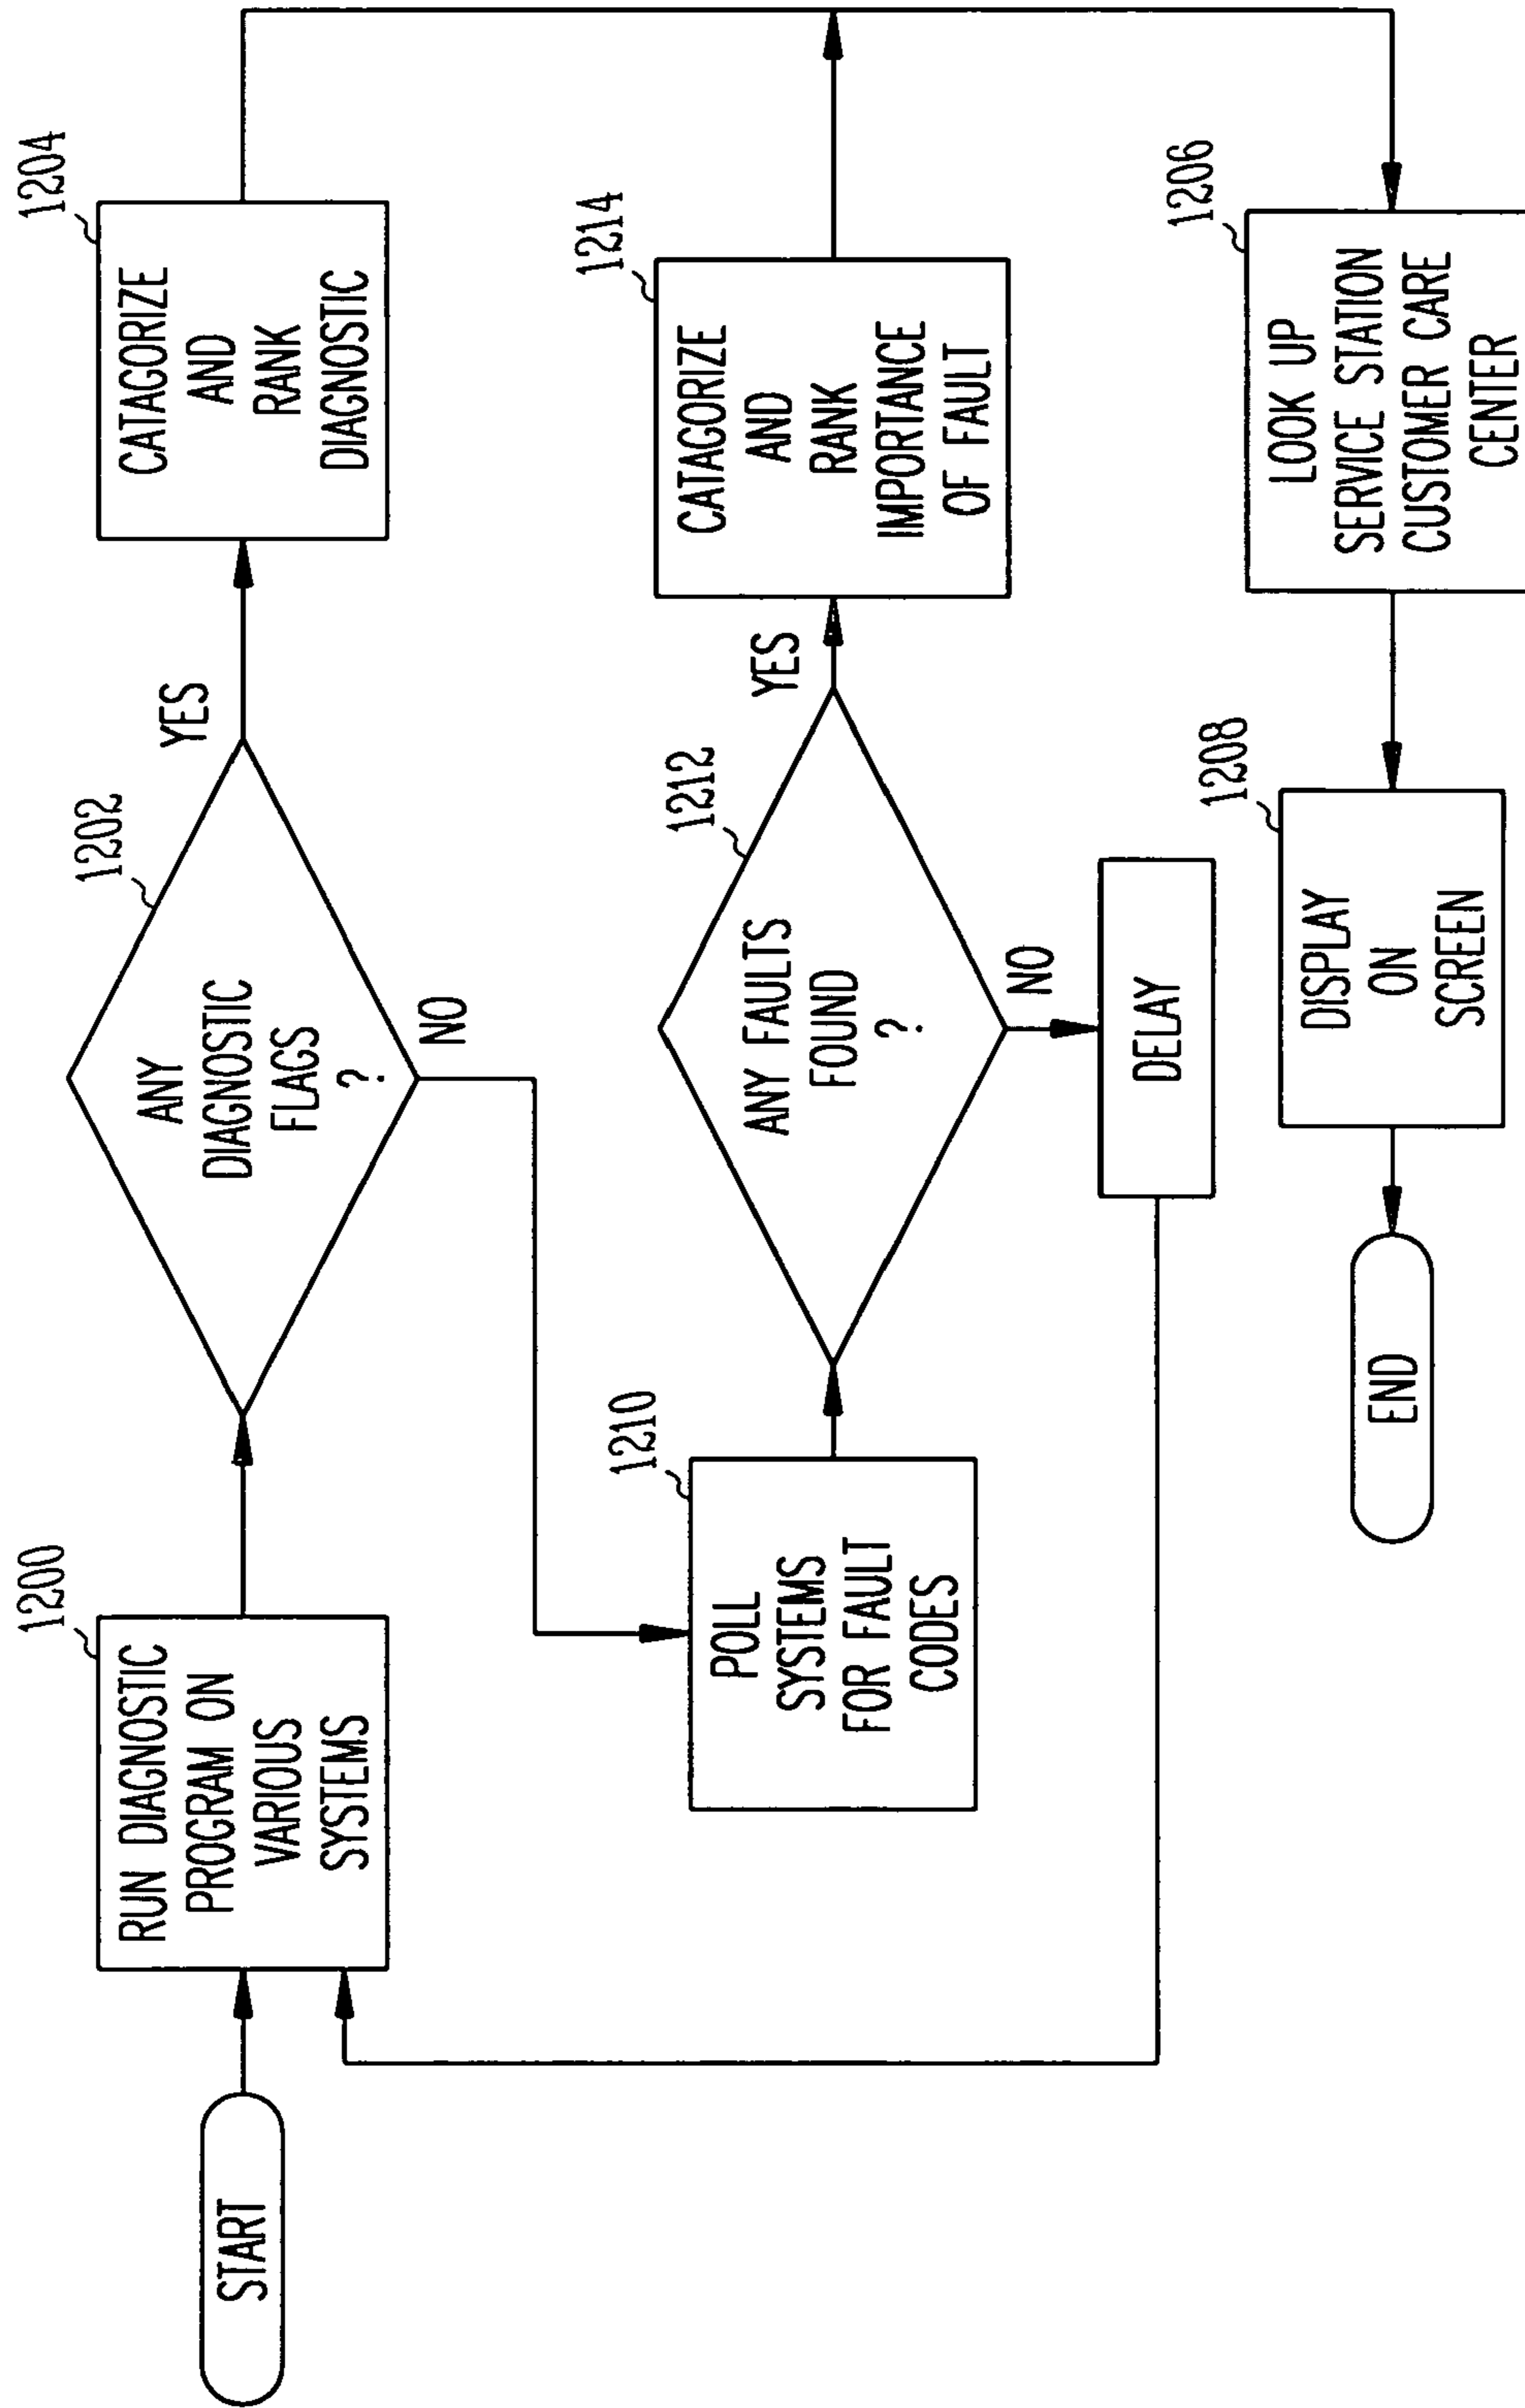 START
1200
RUN DIAGNOSTIC
PROGRAM ON
VARIOUS
SYSTEMS
1202
ANY
DIAGNOSTIC
FLAGS
?
YES
NO
1204
CATAGORIZE
AND
RANK
DIAGNOSTIC
1210
POLL
SYSTEMS
FOR FAULT
CODES
1212
ANY FAULTS
FOUND
?
YES
NO
1214
CATAGORIZE
AND
RANK
IMPORTANCE
OF FAULT
DELAY
END
1208
DISPLAY
ON
SCREEN
1206
LOOK UP
SERVICE STATION
CUSTOMER CARE
CENTER